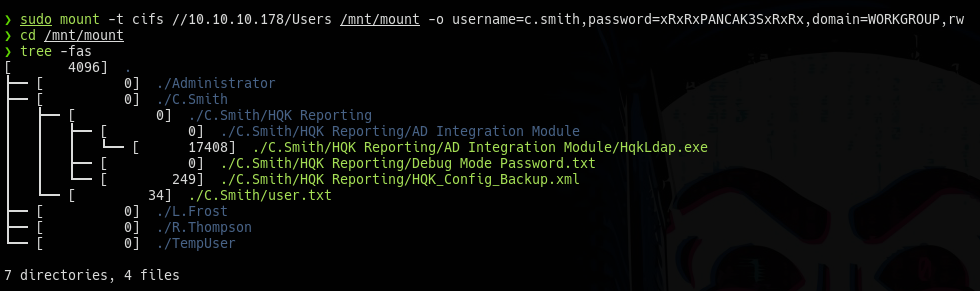 ❯ sudo mount -t cifs //10.10.10.178/Users /mnt/mount -o username=c.smith,password=xRxRxPANCAK3SxRxRx,domain=WORKGROUP,rw
❯ cd /mnt/mount
❯ tree -fas
[       4096]  .
├── [          0]  ./Administrator
├── [          0]  ./C.Smith
│   ├── [          0]  ./C.Smith/HQK Reporting
│   │   ├── [          0]  ./C.Smith/HQK Reporting/AD Integration Module
│   │   │   └── [      17408]  ./C.Smith/HQK Reporting/AD Integration Module/HqkLdap.exe
│   │   ├── [          0]  ./C.Smith/HQK Reporting/Debug Mode Password.txt
│   │   └── [        249]  ./C.Smith/HQK Reporting/HQK_Config_Backup.xml
│   └── [         34]  ./C.Smith/user.txt
├── [          0]  ./L.Frost
├── [          0]  ./R.Thompson
└── [          0]  ./TempUser

7 directories, 4 files